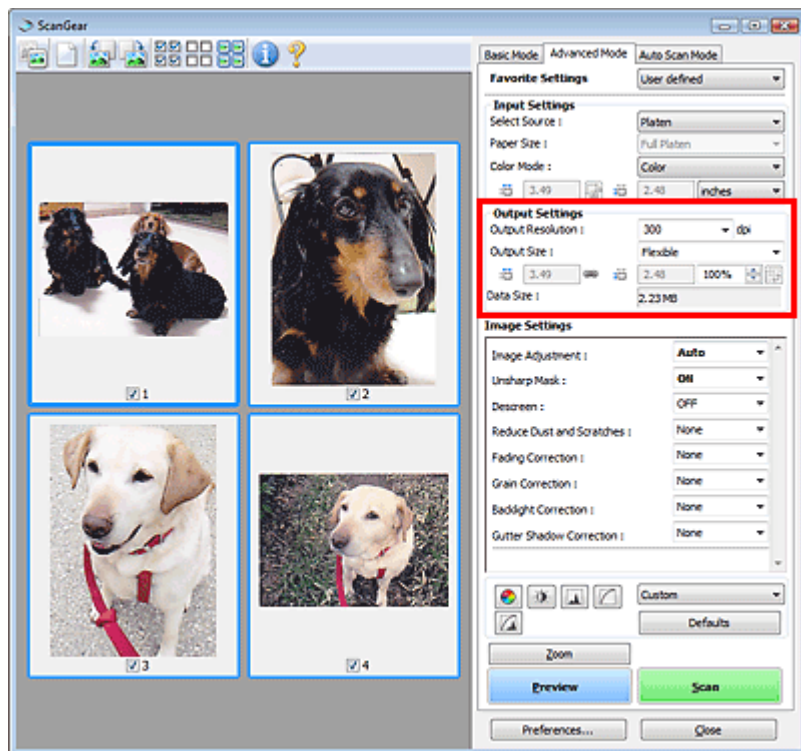 ScanGear
Basic Mode Advanced Mode Auto Scan Mode
Favorite Settings User defined
Input Settings
Select Source : Platen
Paper Size : Full Platen
Color Mode : Color
3.49 2.48 inches
Output Settings
Output Resolution : 300 dpi
Output Size : Flexible
3.49 2.48 100%
Data Size : 2.23 MB
Image Settings
Image Adjustment : Auto
Unsharp Mask : ON
Descreen : OFF
Reduce Dust and Scratches : None
Fading Correction : None
Grain Correction : None
Backlight Correction : None
Gutter Shadow Correction : None
Custom
Defaults
Zoom
Preview Scan
Preferences... Close
1
2
3
4